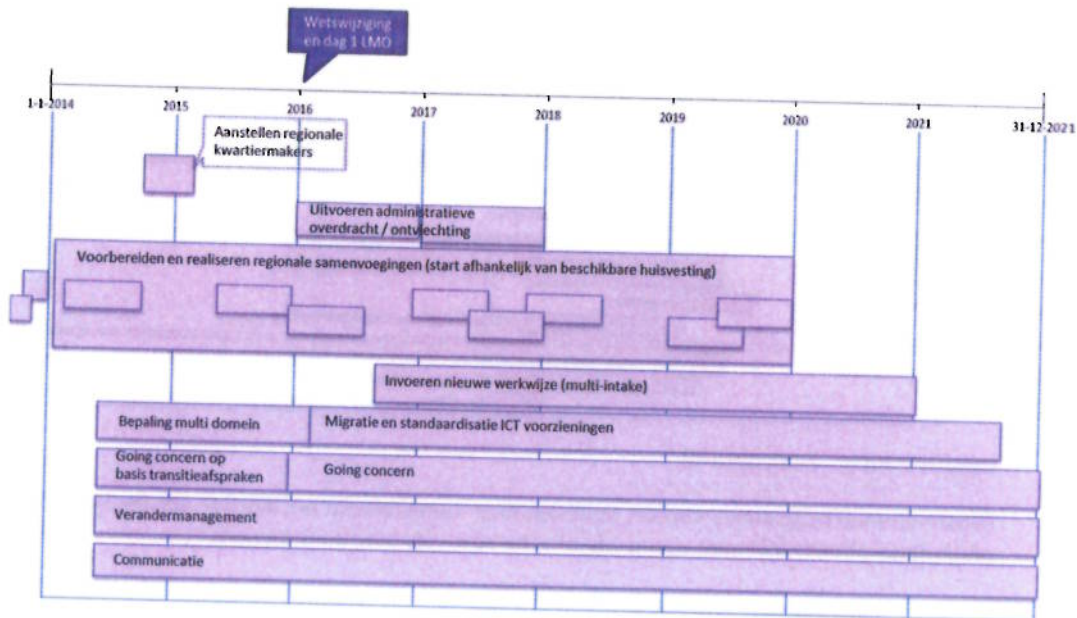 Wetswijziging
en dag 1 LMO
1-1-2014
2015
2016
2017
2018
2019
2020
2021
31-12-2021
Aanstellen regionale
kwartiermakers
Uitvoeren administratieve
overdracht / ontvlechting
Voorbereiden en realiseren regionale samenvoegingen (start afhankelijk van beschikbare huisvesting)
Invoeren nieuwe werkwijze (multi-intake)
Bepaling multi domein
Migratie en standaardisatie ICT voorzieningen
Going concern op
basis transitieafspraken
Going concern
Verandermanagement
Communicatie